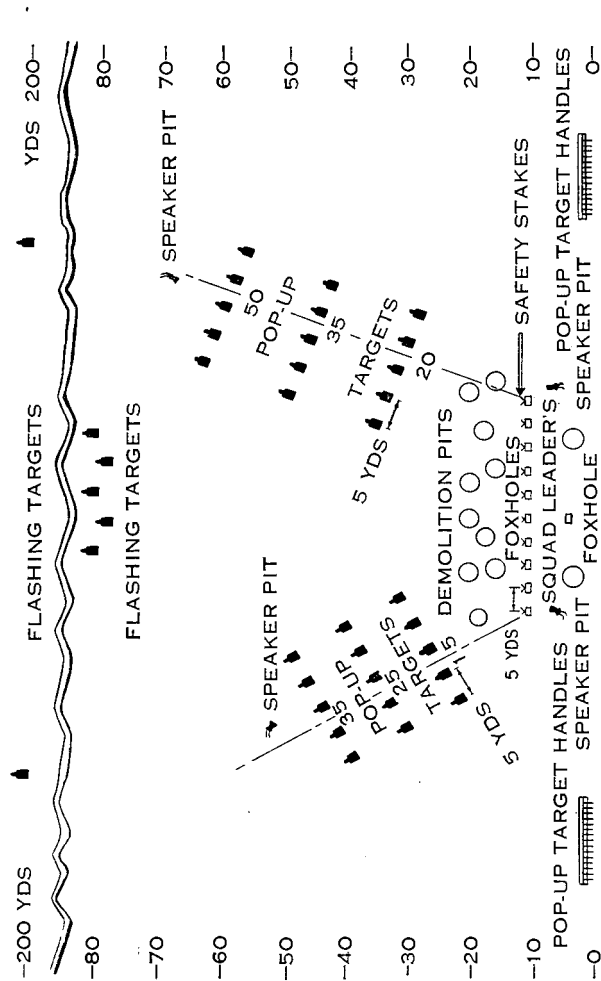 -200 YDS
YDS 200-
FLASHING TARGETS
-80
80-
FLASHING TARGETS
-70
70-
SPEAKER PIT
-60
60-
SPEAKER PIT
-50
50-
50
POP-UP
35
TARGETS
20
5 YDS
-40
40-
35
POP-UP
25
TARGETS
15
5 YDS
-30
30-
-20
20-
DEMOLITION PITS
FOXHOLES
5 YDS
SAFETY STAKES
-10
10-
SQUAD LEADER'S
FOXHOLE
POP-UP TARGET HANDLES
SPEAKER PIT
POP-UP TARGET HANDLES
SPEAKER PIT
-0
0-